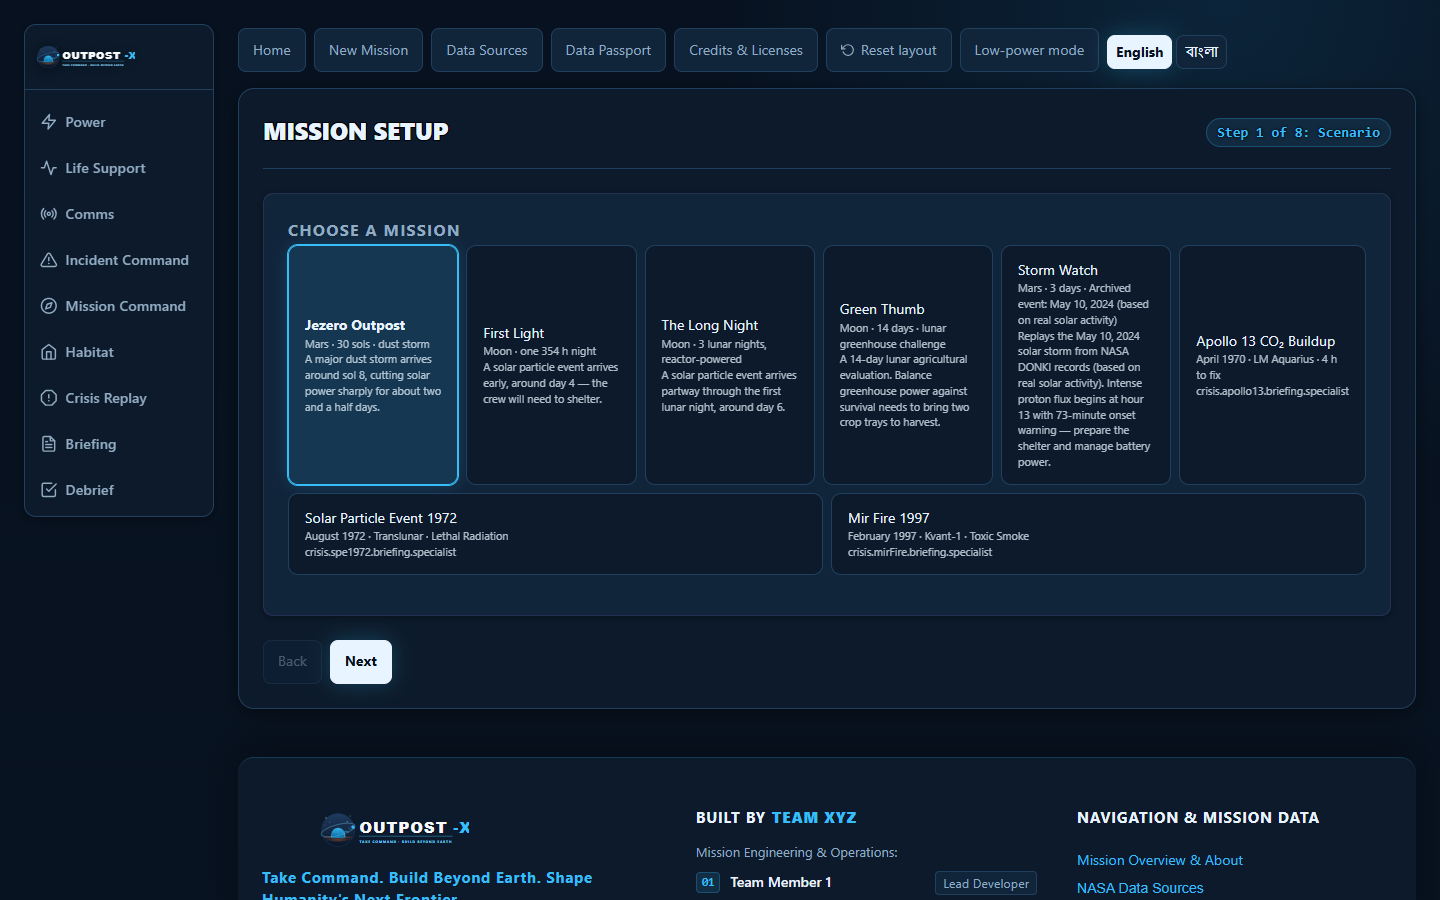 OUTPOST -X
TAKE COMMAND · BUILD BEYOND EARTH
Home
New Mission
Data Sources
Data Passport
Credits & Licenses
Reset layout
Low-power mode
English
বাংলা
Power
Life Support
Comms
Incident Command
Mission Command
Habitat
Crisis Replay
Briefing
Debrief
MISSION SETUP
Step 1 of 8: Scenario
CHOOSE A MISSION
Jezero Outpost
Mars · 30 sols · dust storm
A major dust storm arrives
around sol 8, cutting solar
power sharply for about two
and a half days.
First Light
Moon · one 354 h night
A solar particle event arrives
early, around day 4 — the
crew will need to shelter.
The Long Night
Moon · 3 lunar nights,
reactor-powered
A solar particle event arrives
partway through the first
lunar night, around day 6.
Green Thumb
Moon · 14 days · lunar
greenhouse challenge
A 14-day lunar agricultural
evaluation. Balance
greenhouse power against
survival needs to bring two
crop trays to harvest.
Storm Watch
Mars · 3 days · Archived
event: May 10, 2024 (based
on real solar activity)
Replays the May 10, 2024
solar storm from NASA
DONKI records (based on
real solar activity). Intense
proton flux begins at hour
13 with 73-minute onset
warning — prepare the
shelter and manage battery
power.
Apollo 13 CO₂ Buildup
April 1970 · LM Aquarius · 4 h
to fix
crisis.apollo13.briefing.specialist
Solar Particle Event 1972
August 1972 · Translunar · Lethal Radiation
crisis.spe1972.briefing.specialist
Mir Fire 1997
February 1997 · Kvant-1 · Toxic Smoke
crisis.mirFire.briefing.specialist
Back
Next
OUTPOST -X
TAKE COMMAND · BUILD BEYOND EARTH
Take Command. Build Beyond Earth. Shape
Humanity's Next Frontier
BUILT BY TEAM XYZ
Mission Engineering & Operations:
01 Team Member 1 Lead Developer
NAVIGATION & MISSION DATA
Mission Overview & About
NASA Data Sources